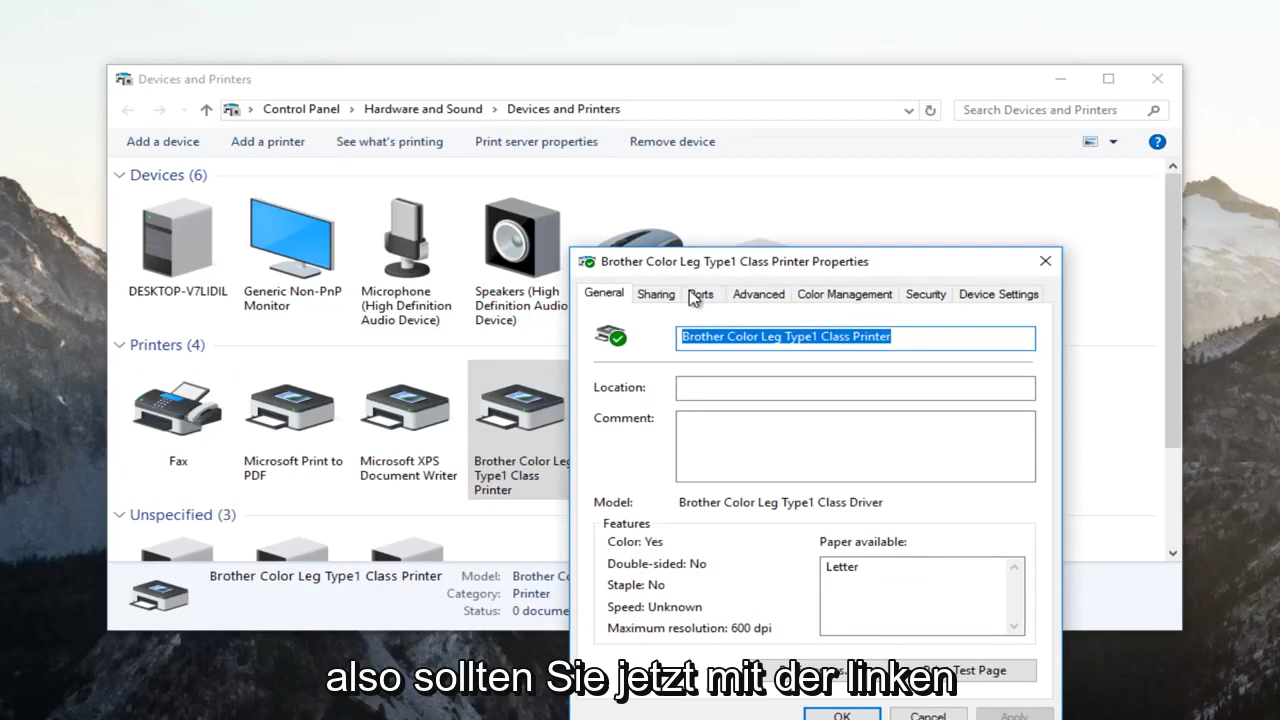 Devices and Printers
Control Panel > Hardware and Sound > Devices and Printers
Search Devices and Printers
Add a device
Add a printer
See what's printing
Print server properties
Remove device
?
Devices (6)
DESKTOP-V7LIDIL
Generic Non-PnP
Monitor
Microphone
(High Definition
Audio Device)
Speakers (High
Definition Audio
Device)
Printers (4)
Fax
Microsoft Print to
PDF
Microsoft XPS
Document Writer
Brother Color Leg
Type1 Class
Printer
Unspecified (3)
Brother Color Leg Type1 Class Printer
Model: Brother Co
Category: Printer
Status: 0 docume
Brother Color Leg Type1 Class Printer Properties
General
Sharing
Advanced
Color Management
Security
Device Settings
Brother Color Leg Type1 Class Printer
Location:
Comment:
Model: Brother Color Leg Type1 Class Driver
Features
Color: Yes
Double-sided: No
Staple: No
Speed: Unknown
Maximum resolution: 600 dpi
Paper available:
Letter
Test Page
OK
Cancel
Apply
also sollten Sie jetzt mit der linken